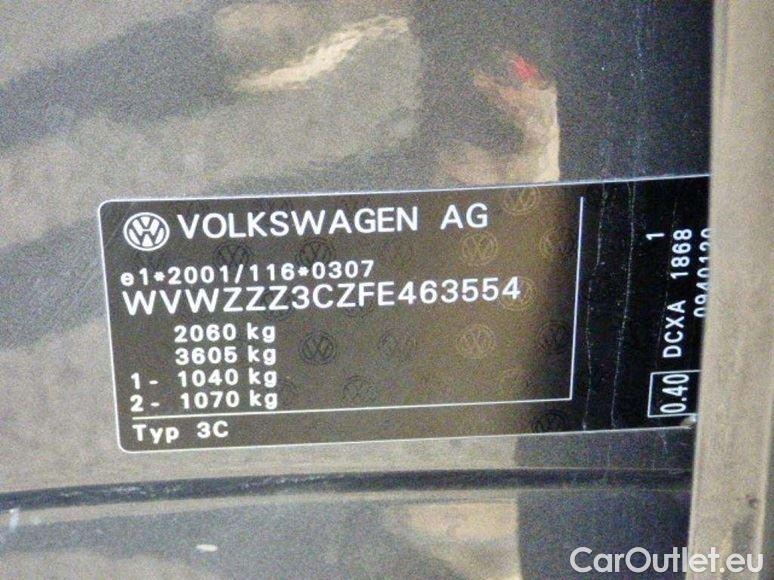 VOLKSWAGEN AG
e1*2001/116*0307
WVWZZZ3CZFE463554
2060 kg
3605 kg
1- 1040 kg
2- 1070 kg
Typ 3C
0.40 DCXA 1868 1
CarOutlet.eu